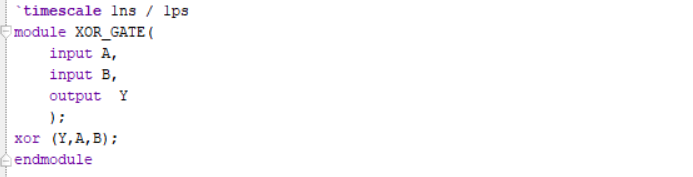 `timescale 1ns / 1ps
module XOR_GATE(
input A,
input B,
output Y
);
xor (Y,A,B);
endmodule